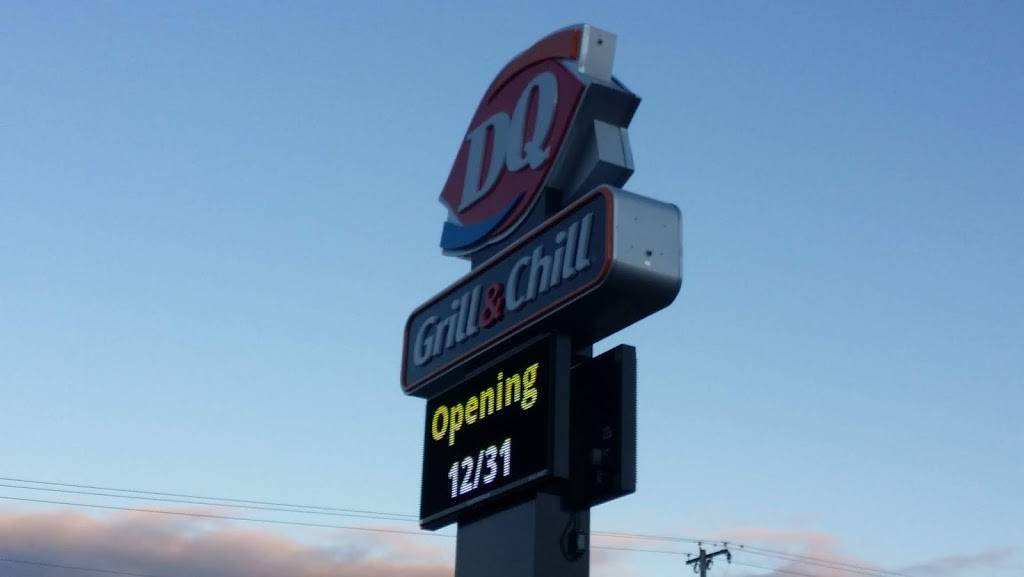 DQ
Grill & Chill
Opening
12/31